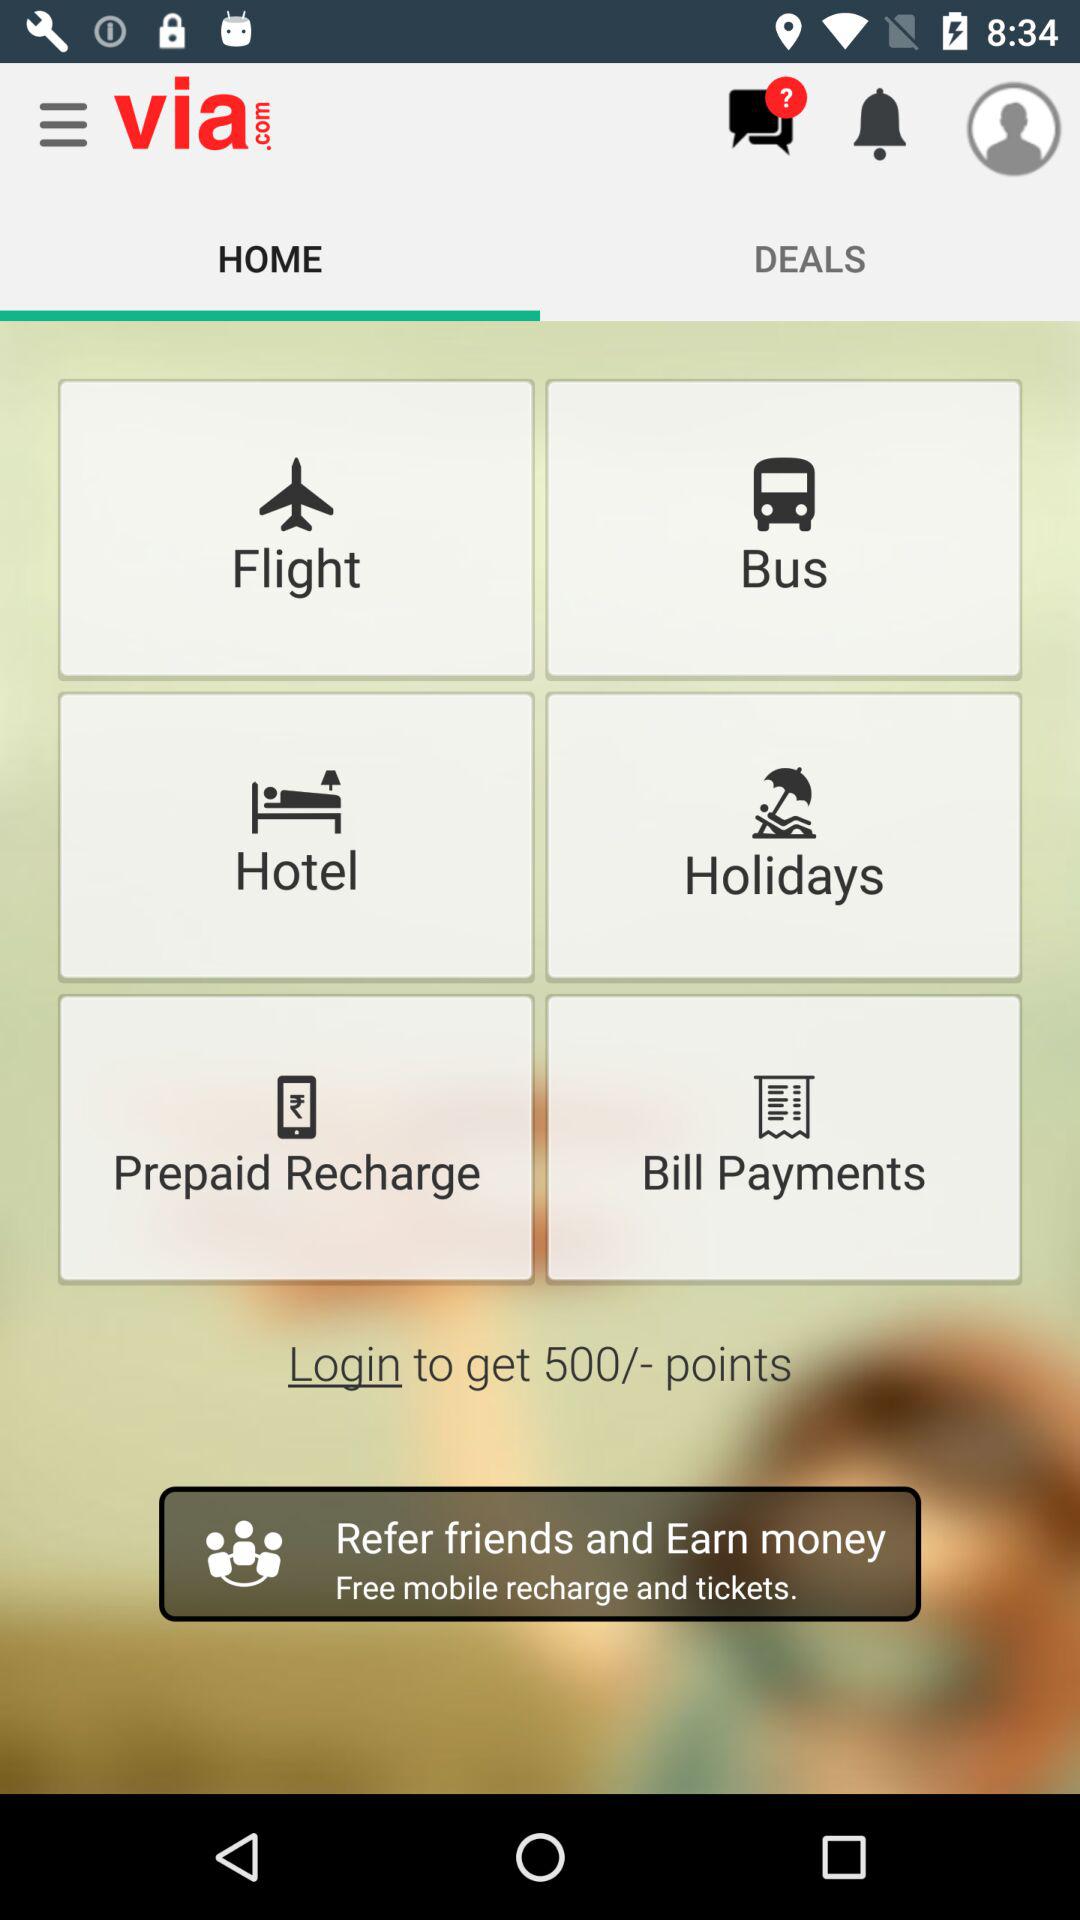 8:34
via.com
?
HOME
DEALS
Flight
Bus
Hotel
Holidays
₹
Prepaid Recharge
Bill Payments
Login to get 500/- points
Refer friends and Earn money
Free mobile recharge and tickets.